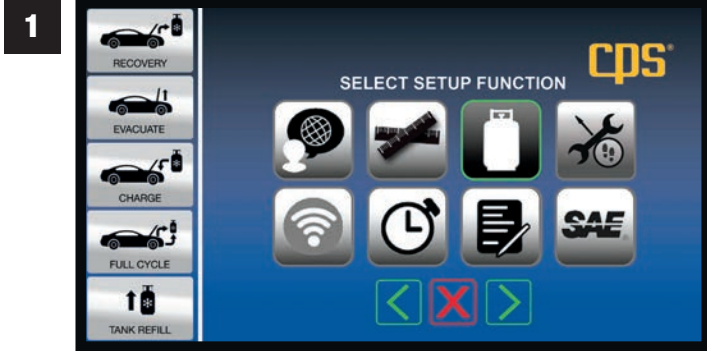 1
RECOVERY
EVACUATE
CHARGE
FULL CYCLE
TANK REFILL
cps®
SELECT SETUP FUNCTION
SAE